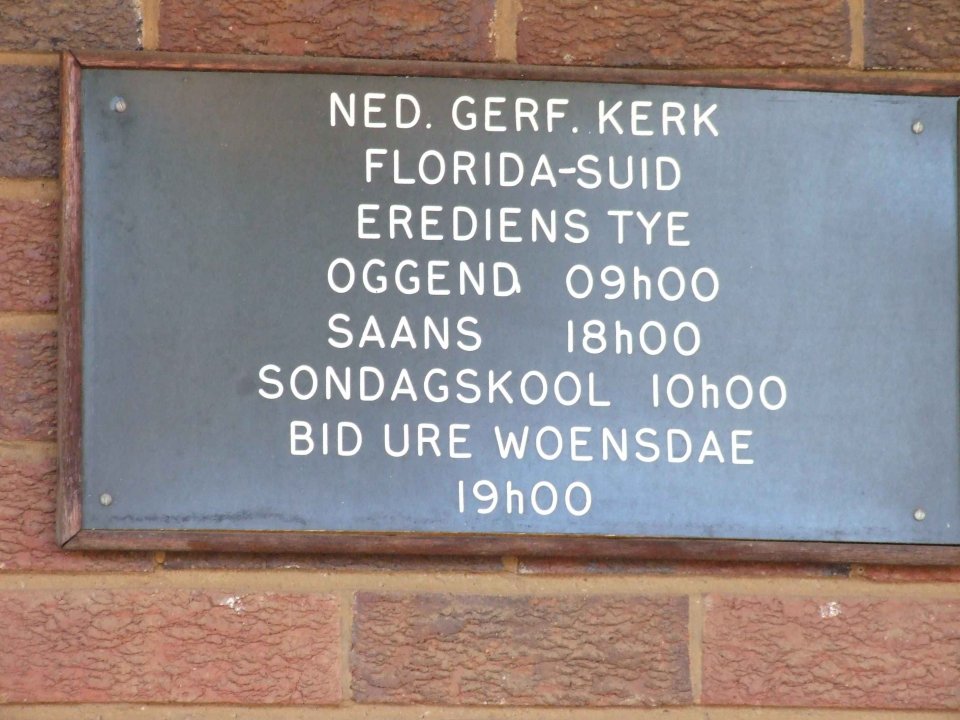 NED. GERF. KERK
FLORIDA-SUID
EREDIENS TYE
OGGEND 09h00
SAANS 18h00
SONDAGSKOOL 10h00
BID URE WOENSDAE
19h00